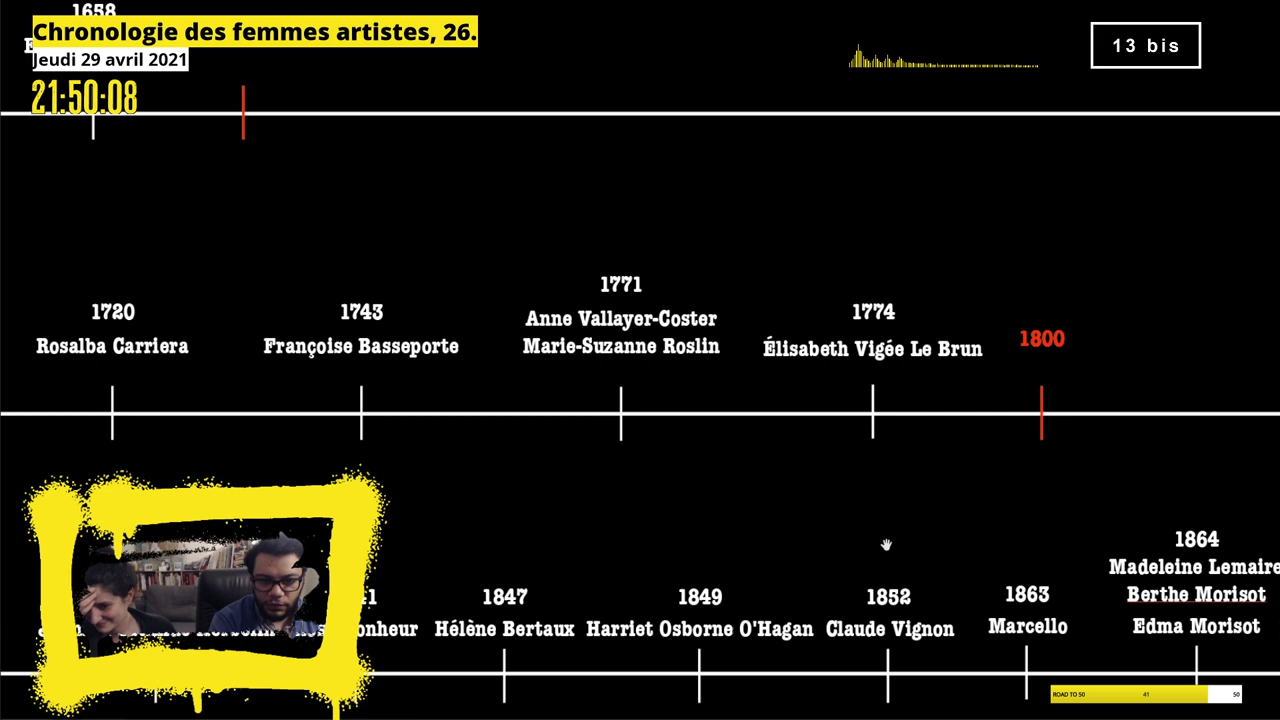 1658
Chronologie des femmes artistes, 26.
Jeudi 29 avril 2021
21:50:08
13 bis
1720
Rosalba Carriera
1743
Françoise Basseporte
1771
Anne Vallayer-Coster
Marie-Suzanne Roslin
1774
Élisabeth Vigée Le Brun
1800
1847
Hélène Bertaux
1849
Harriet Osborne O'Hagan
1852
Claude Vignon
1863
Marcello
1864
Madeleine Lemaire
Berthe Morisot
Edma Morisot
ROAD TO 50 41 50